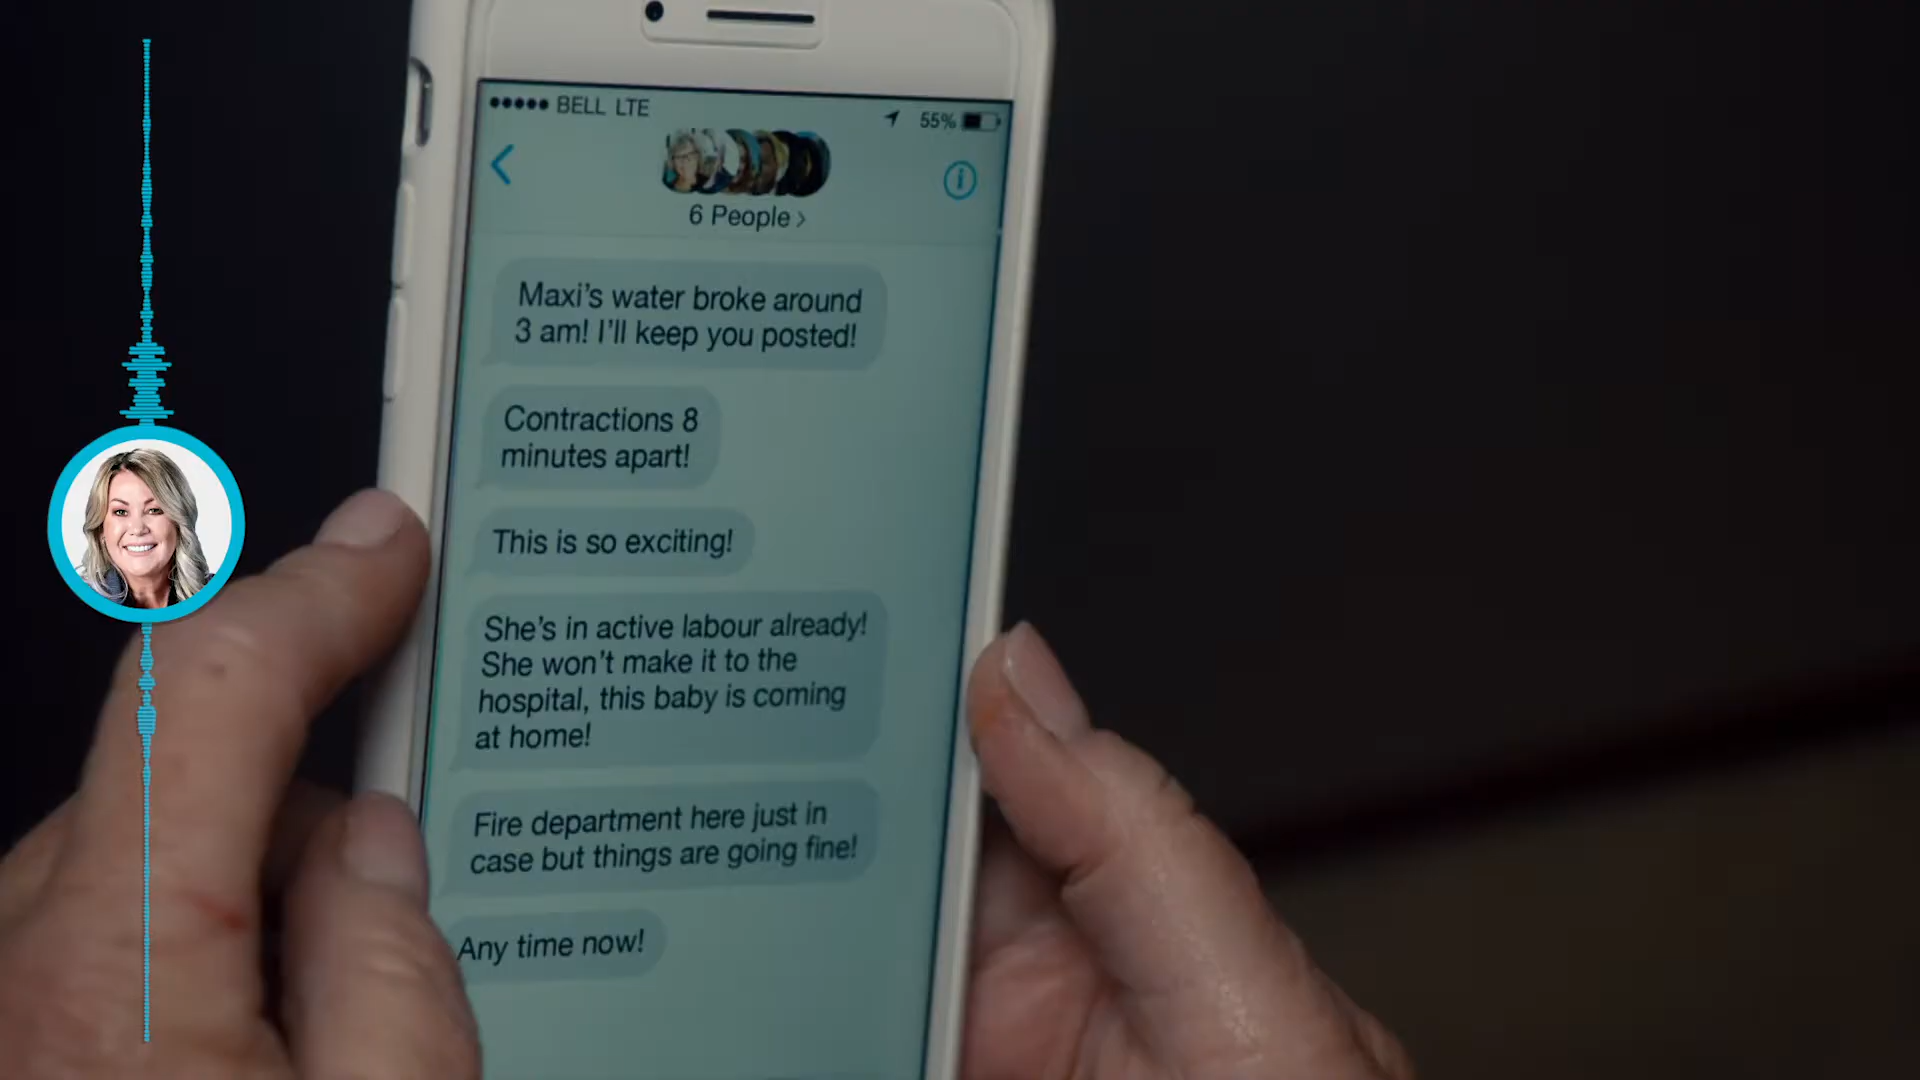 BELL LTE
55%
6 People
Maxi's water broke around
3 am! I'll keep you posted!
Contractions 8
minutes apart!
This is so exciting!
She's in active labour already!
She won't make it to the
hospital, this baby is coming
at home!
Fire department here just in
case but things are going fine!
Any time now!